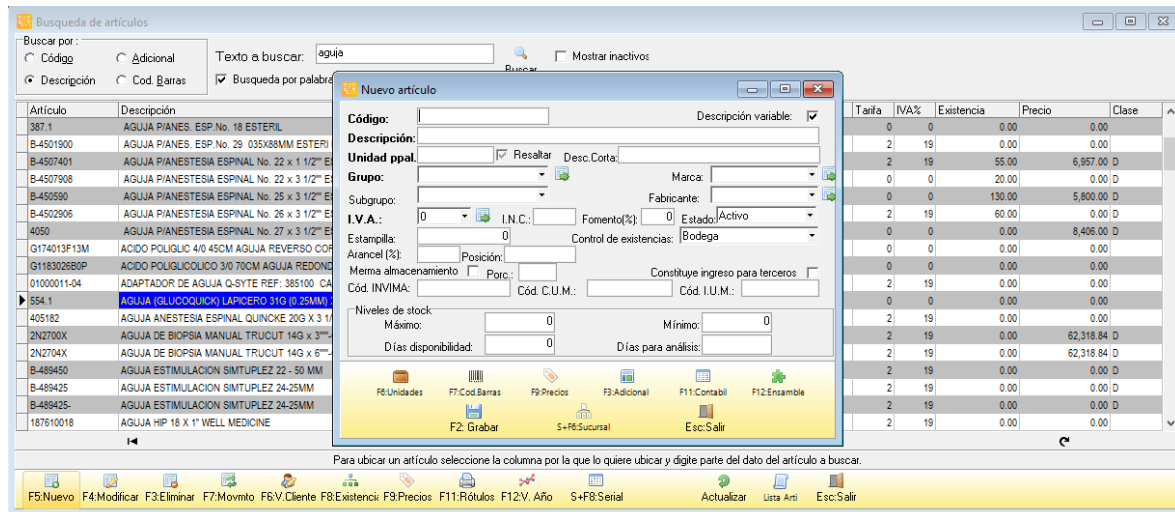 Busqueda de artículos
Buscar por :
Código Adicional Texto a buscar: aguja Mostrar inactivos
Buscar
Descripción Cod. Barras Busqueda por palabra
Artículo Descripción Tarifa IVA% Existencia Precio Clase
387.1 AGUJA P/ANES. ESP.No. 18 ESTERIL 0 0 0.00 0.00
B-4501900 AGUJA P/ANES. ESP.No. 29 035X88MM ESTERI 2 19 0.00 0.00
B-4507401 AGUJA P/ANESTESIA ESPINAL No. 22 x 1 1/2"" ES 2 19 55.00 6,957.00 D
B-4507908 AGUJA P/ANESTESIA ESPINAL No. 22 x 3 1/2"" ES 0 0 20.00 0.00 D
B-450590 AGUJA P/ANESTESIA ESPINAL No. 25 x 3 1/2"" ES 0 0 130.00 5,800.00 D
B-4502906 AGUJA P/ANESTESIA ESPINAL No. 26 x 3 1/2"" ES 2 19 60.00 0.00 D
4050 AGUJA P/ANESTESIA ESPINAL No. 27 x 3 1/2"" ES 0 0 0.00 8,406.00 D
G174013F13M ACIDO POLIGLIC 4/0 45CM AGUJA REVERSO COR 0 0 0.00 0.00
G1183026B0P ACIDO POLIGLICOLICO 3/0 70CM AGUJA REDOND 0 0 0.00 0.00
01000011-04 ADAPTADOR DE AGUJA Q-SYTE REF: 385100 CA 2 19 0.00 0.00
554.1 AGUJA (GLUCOQUICK) LAPICERO 31G (0.25MM) 0 0 0.00 0.00
405182 AGUJA ANESTESIA ESPINAL QUINCKE 20G X 3 1/ 2 19 0.00 0.00
2N2700X AGUJA DE BIOPSIA MANUAL TRUCUT 14G x 3 2 19 0.00 62,318.84 D
2N2704X AGUJA DE BIOPSIA MANUAL TRUCUT 14G x 6 2 19 0.00 62,318.84 D
B-489450 AGUJA ESTIMULACION SIMTUPLEZ 22 - 50 MM 2 19 0.00 0.00 D
B-489425 AGUJA ESTIMULACION SIMTUPLEZ 24-25MM 2 19 0.00 0.00 D
B-489425- AGUJA ESTIMULACION SIMTUPLEZ 24-25MM 2 19 0.00 0.00 D
187610018 AGUJA HIP 18 X 1" WELL MEDICINE 2 19 0.00 0.00
Nuevo artículo
Código: Descripción variable:
Descripción:
Unidad ppal. Resaltar Desc.Corta:
Grupo: Marca:
Subgrupo: Fabricante:
I.V.A.: 0 I.N.C.: Fomento(%): 0 Estado: Activo
Estampilla: 0 Control de existencias: Bodega
Arancel (%): Posición:
Merma almacenamiento Porc.: Constituye ingreso para terceros
Cód. INVIMA: Cód. C.U.M.: Cód. I.U.M.:
Niveles de stock
Máximo: 0 Mínimo: 0
Días disponibilidad: 0 Días para análisis:
F6:Unidades F7:Cod.Barras F9:Precios F3:Adicional F11:Contabil F12:Ensamble
F2: Grabar S+F6:Sucursal Esc:Salir
Para ubicar un artículo seleccione la columna por la que lo quiere ubicar y digite parte del dato del artículo a buscar.
F5:Nuevo F4:Modificar F3:Eliminar F7:Movmto F6:V.Cliente F8:Existenci F9:Precios F11:Rótulos F12:V. Año S+F8:Serial Actualizar Lista Arti Esc:Salir